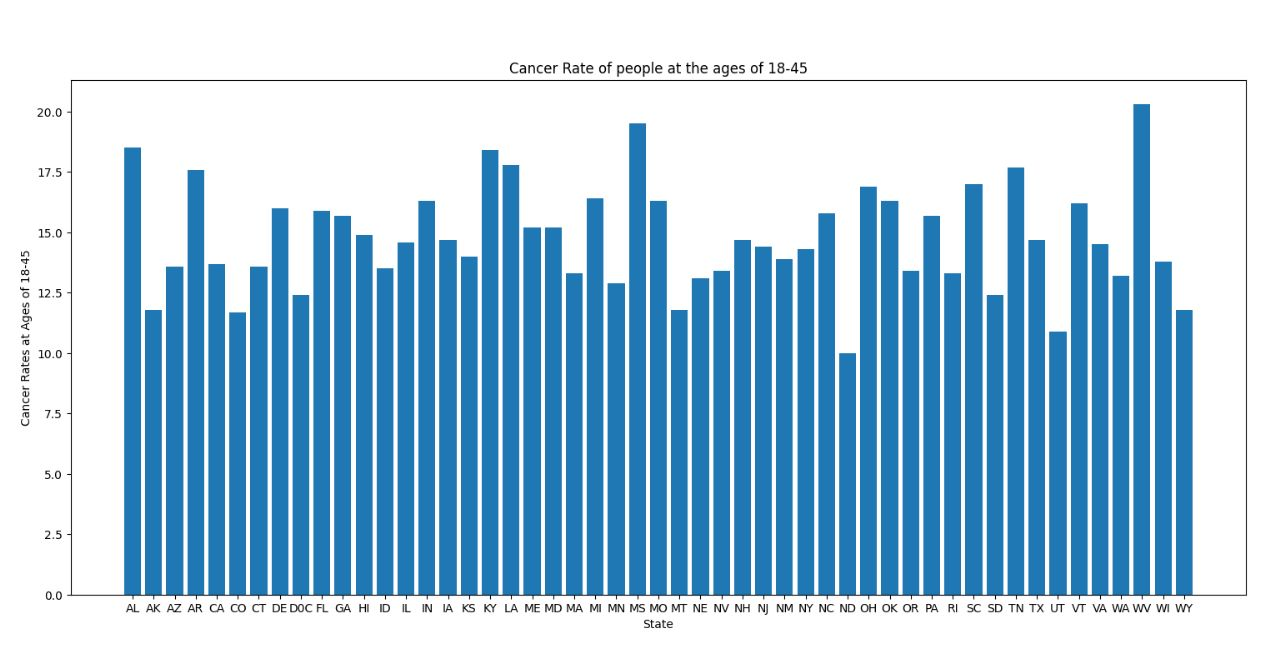 Cancer Rate of people at the ages of 18-45
20.0
17.5
15.0
12.5
10.0
7.5
5.0
2.5
0.0
Cancer Rates at Ages of 18-45
AL AK AZ AR CA CO CT DE D0C FL GA HI ID IL IN IA KS KY LA ME MD MA MI MN MS MO MT NE NV NH NJ NM NY NC ND OH OK OR PA RI SC SD TN TX UT VT VA WA WV WI WY
State